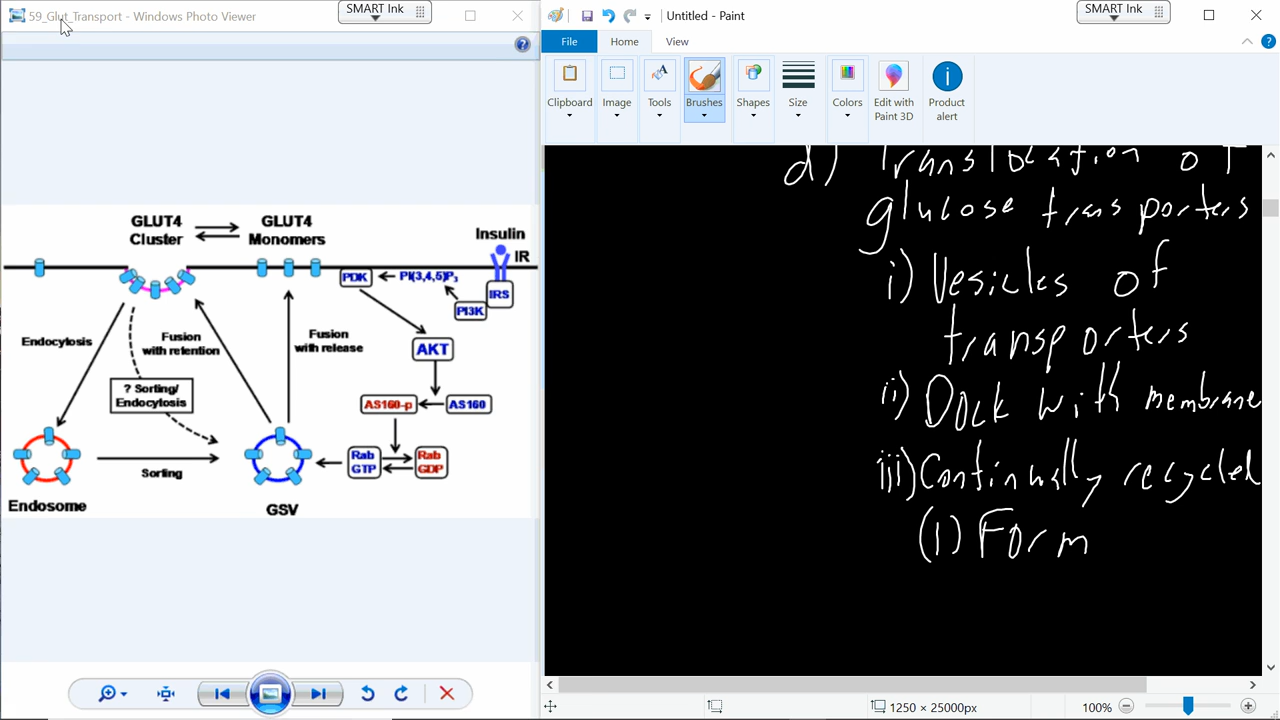 59_Glut_Transport - Windows Photo Viewer
SMART Ink
GLUT4
Cluster
GLUT4
Monomers
Insulin
IR
PDK
PI(3,4,5)P3
IRS
PI3K
Endocytosis
Fusion
with retention
Fusion
with release
AKT
? Sorting/
Endocytosis
AS160-p
AS160
Rab
GTP
Rab
GDP
Sorting
Endosome
GSV
Untitled - Paint
SMART Ink
File
Home
View
Clipboard
Image
Tools
Brushes
Shapes
Size
Colors
Edit with
Paint 3D
Product
alert
d) Translocation of
glucose transporters
i) Vesicles of
transporters
ii) Dock with membrane
iii) Continually recycled
(1) Form
1250 × 25000px
100%